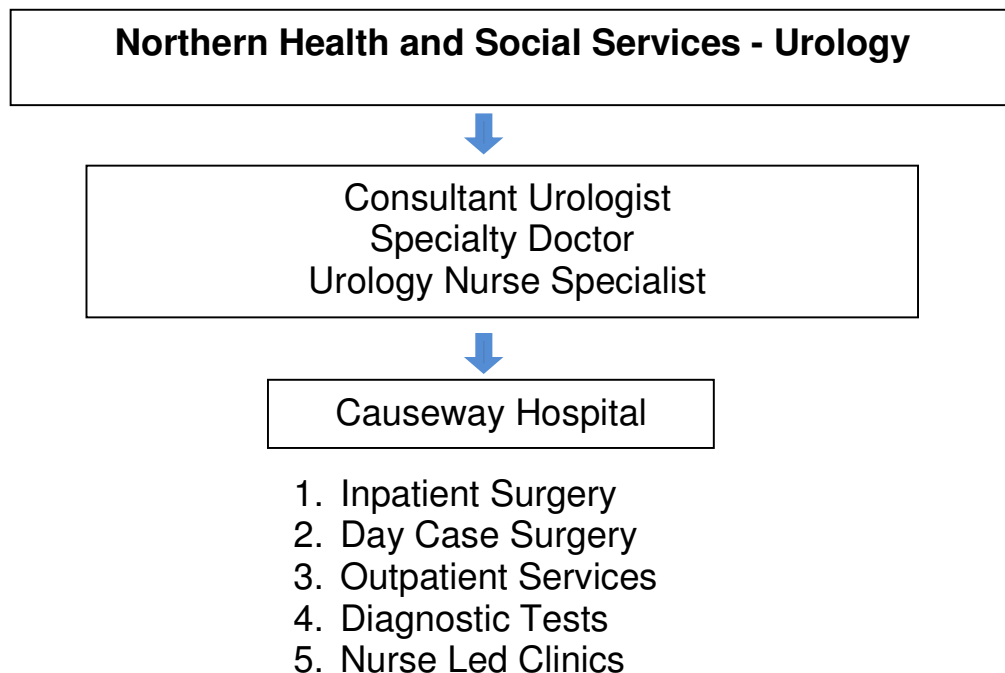 Northern Health and Social Services - Urology
Consultant Urologist
Specialty Doctor
Urology Nurse Specialist
Causeway Hospital
1. Inpatient Surgery
2. Day Case Surgery
3. Outpatient Services
4. Diagnostic Tests
5. Nurse Led Clinics